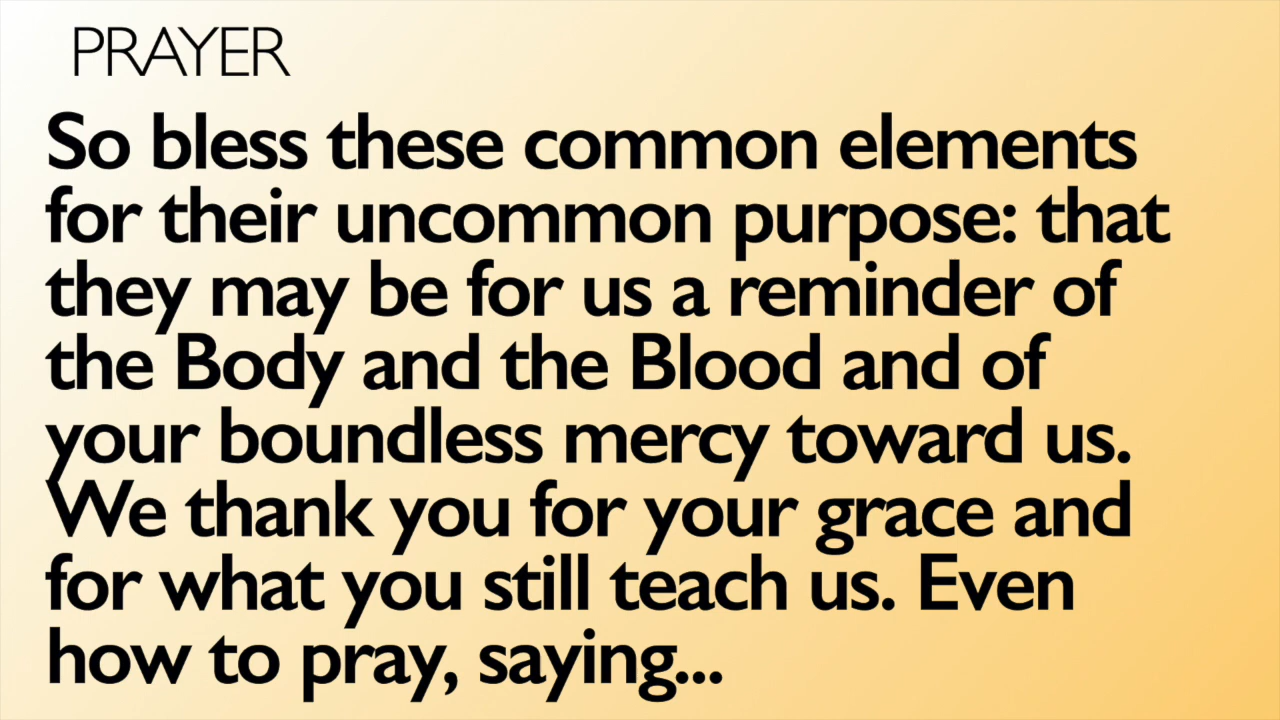 PRAYER
So bless these common elements
for their uncommon purpose: that
they may be for us a reminder of
the Body and the Blood and of
your boundless mercy toward us.
We thank you for your grace and
for what you still teach us. Even
how to pray, saying...